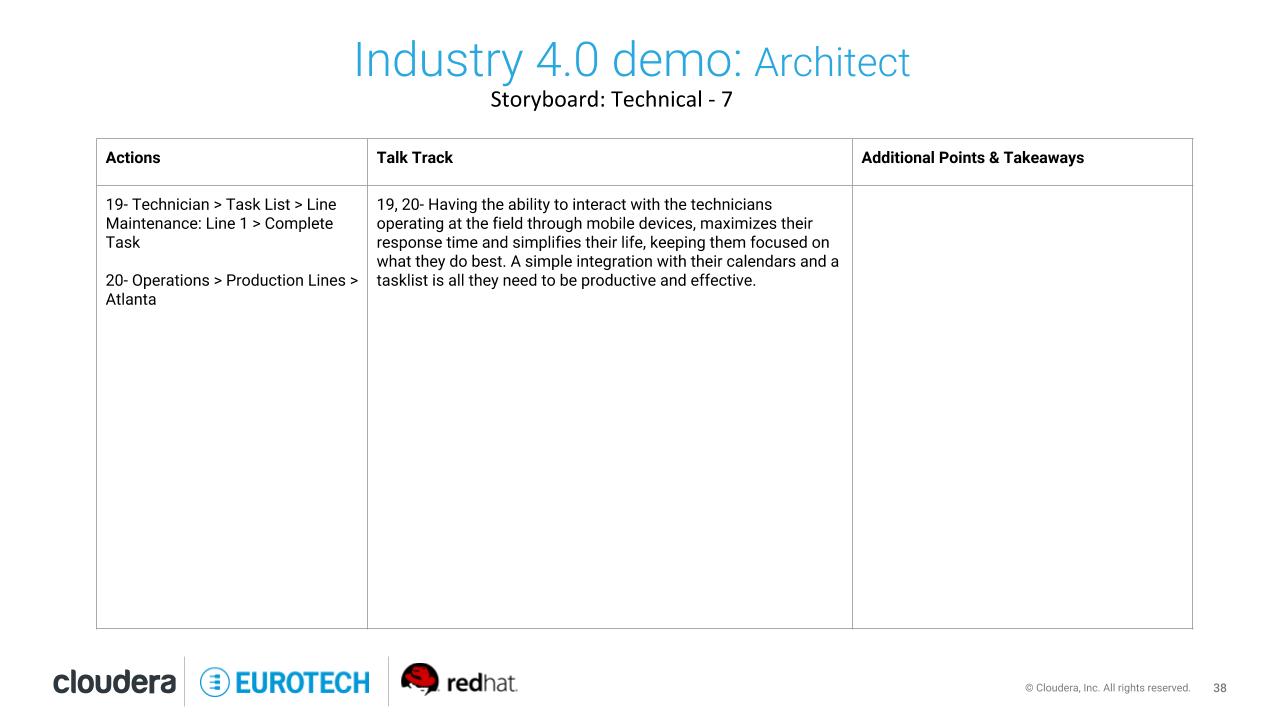 Industry 4.0 demo: Architect
Storyboard: Technical - 7
Actions
Talk Track
Additional Points & Takeaways
19- Technician > Task List > Line
Maintenance: Line 1 > Complete
Task
20- Operations > Production Lines >
Atlanta
19, 20- Having the ability to interact with the technicians
operating at the field through mobile devices, maximizes their
response time and simplifies their life, keeping them focused on
what they do best. A simple integration with their calendars and a
tasklist is all they need to be productive and effective.
cloudera
EUROTECH
redhat.
© Cloudera, Inc. All rights reserved.
38